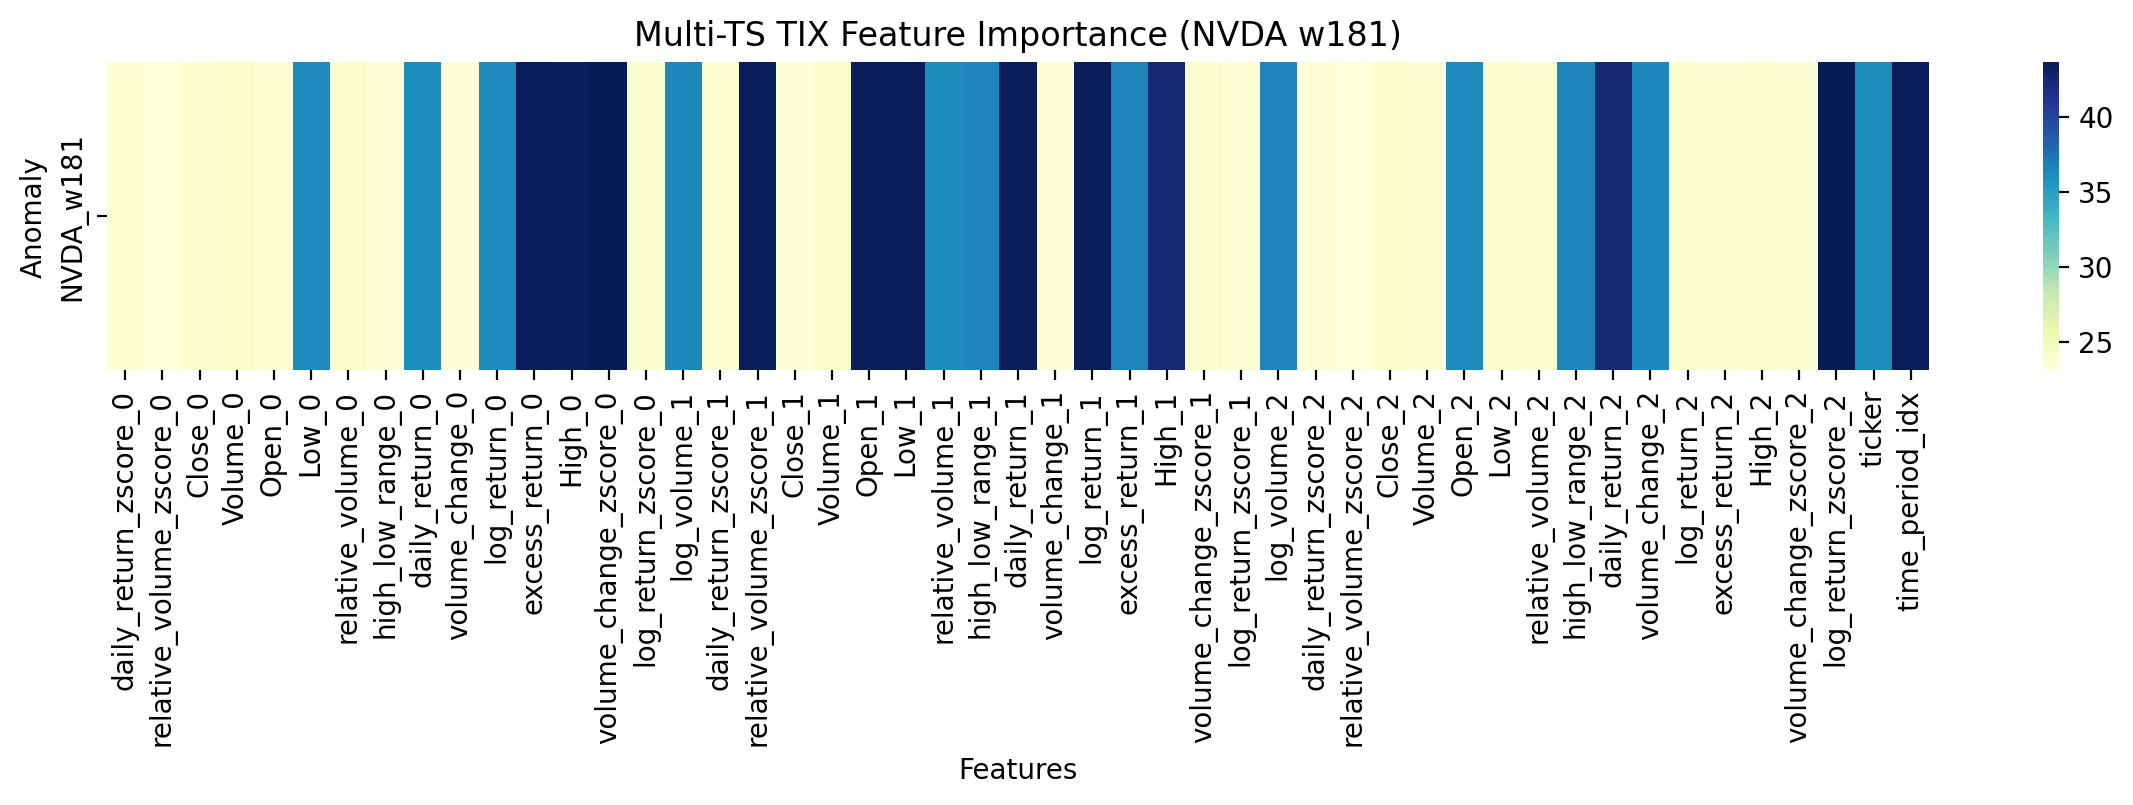 Multi-TS TIX Feature Importance (NVDA w181)
Anomaly
NVDA_w181
40
35
30
25
daily_return_zscore_0
relative_volume_zscore_0
Close_0
Volume_0
Open_0
Low_0
relative_volume_0
high_low_range_0
daily_return_0
volume_change_0
log_return_0
excess_return_0
High_0
volume_change_zscore_0
log_return_zscore_0
log_volume_1
daily_return_zscore_1
relative_volume_zscore_1
Close_1
Volume_1
Open_1
Low_1
relative_volume_1
high_low_range_1
daily_return_1
volume_change_1
log_return_1
excess_return_1
High_1
volume_change_zscore_1
log_return_zscore_1
log_volume_2
daily_return_zscore_2
relative_volume_zscore_2
Close_2
Volume_2
Open_2
Low_2
relative_volume_2
high_low_range_2
daily_return_2
volume_change_2
log_return_2
excess_return_2
High_2
volume_change_zscore_2
log_return_zscore_2
ticker
time_period_idx
Features